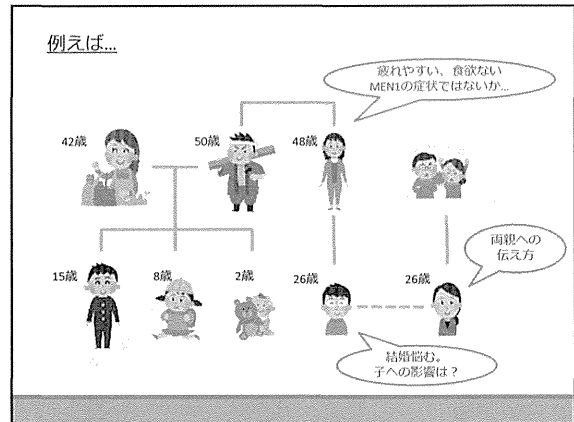 例えば...
疲れやすい、食欲ない
MEN1の症状ではないか...
42歳
50歳
48歳
両親への
伝え方
15歳
8歳
2歳
26歳
26歳
結婚悩む。
子への影響は？